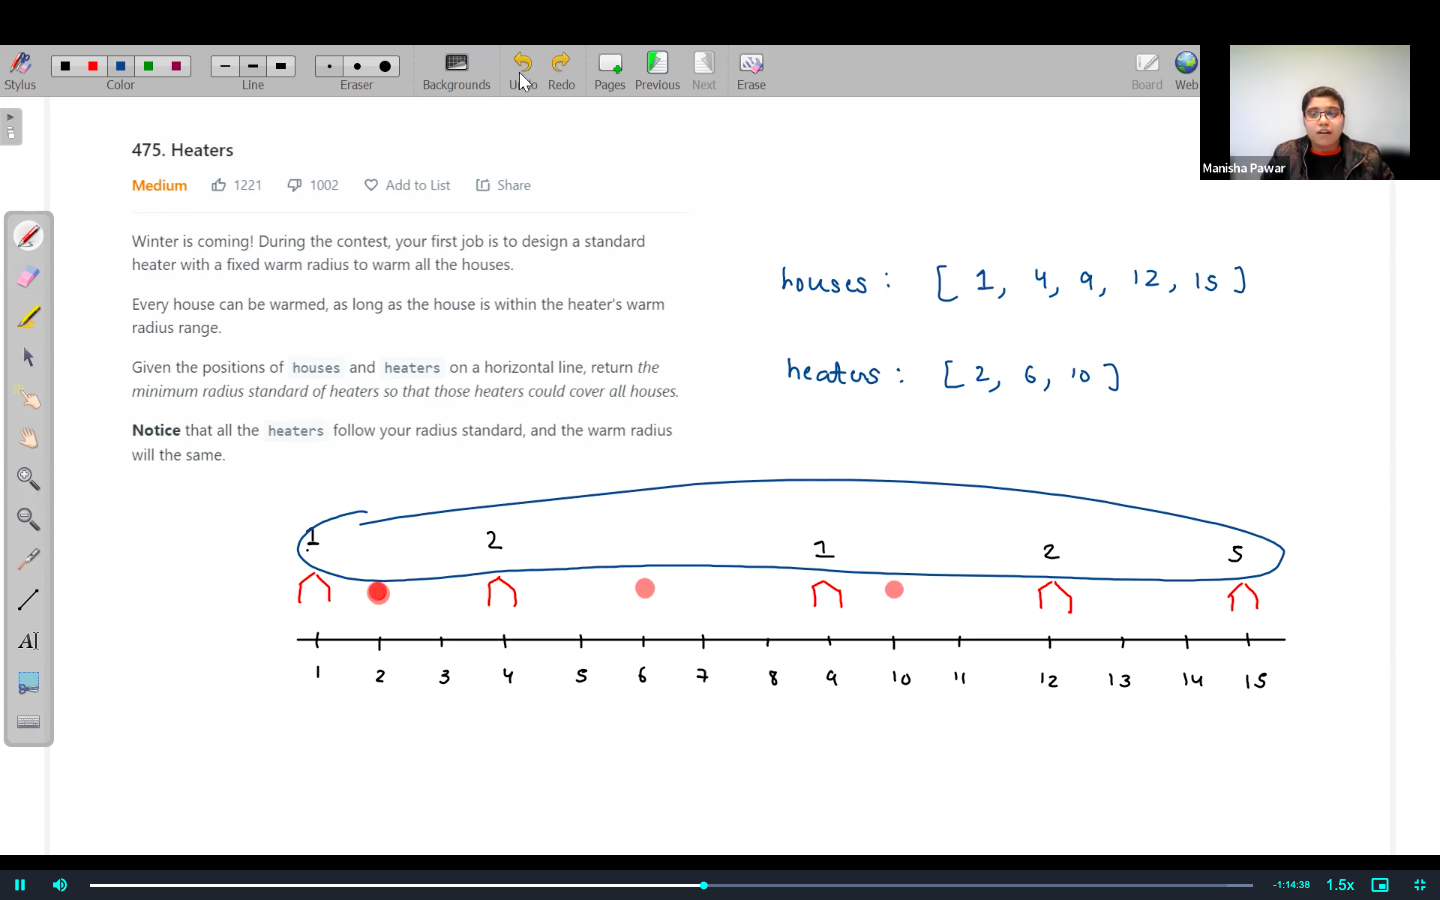 Stylus Color Line Eraser Backgrounds Undo Redo Pages Previous Next Erase Board Web
Manisha Pawar
475. Heaters
Medium 1221 1002 Add to List Share
Winter is coming! During the contest, your first job is to design a standard
heater with a fixed warm radius to warm all the houses.
Every house can be warmed, as long as the house is within the heater's warm
radius range.
Given the positions of houses and heaters on a horizontal line, return the
minimum radius standard of heaters so that those heaters could cover all houses.
Notice that all the heaters follow your radius standard, and the warm radius
will the same.
houses : [ 1, 4, 9, 12, 15 ]
heaters : [ 2, 6, 10 ]
1 2 1 2 5
1 2 3 4 5 6 7 8 9 10 11 12 13 14 15
AI
-1:14:38 1.5x